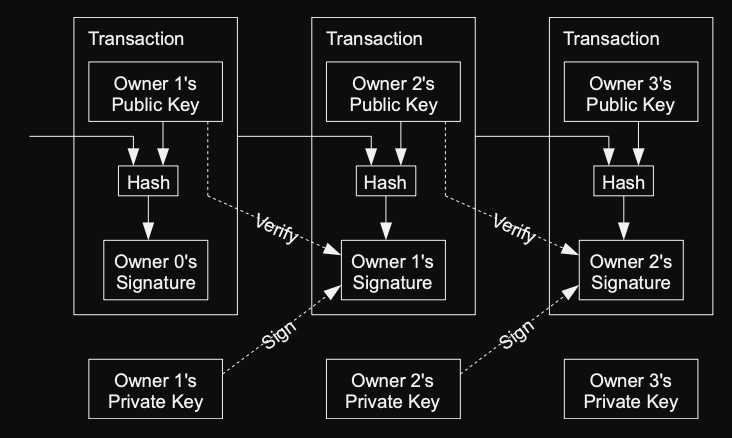 Transaction
Owner 1's
Public Key
Hash
Owner 0's
Signature
Transaction
Owner 2's
Public Key
Hash
Verify
Owner 1's
Signature
Transaction
Owner 3's
Public Key
Hash
Verify
Owner 2's
Signature
Sign
Sign
Owner 1's
Private Key
Owner 2's
Private Key
Owner 3's
Private Key